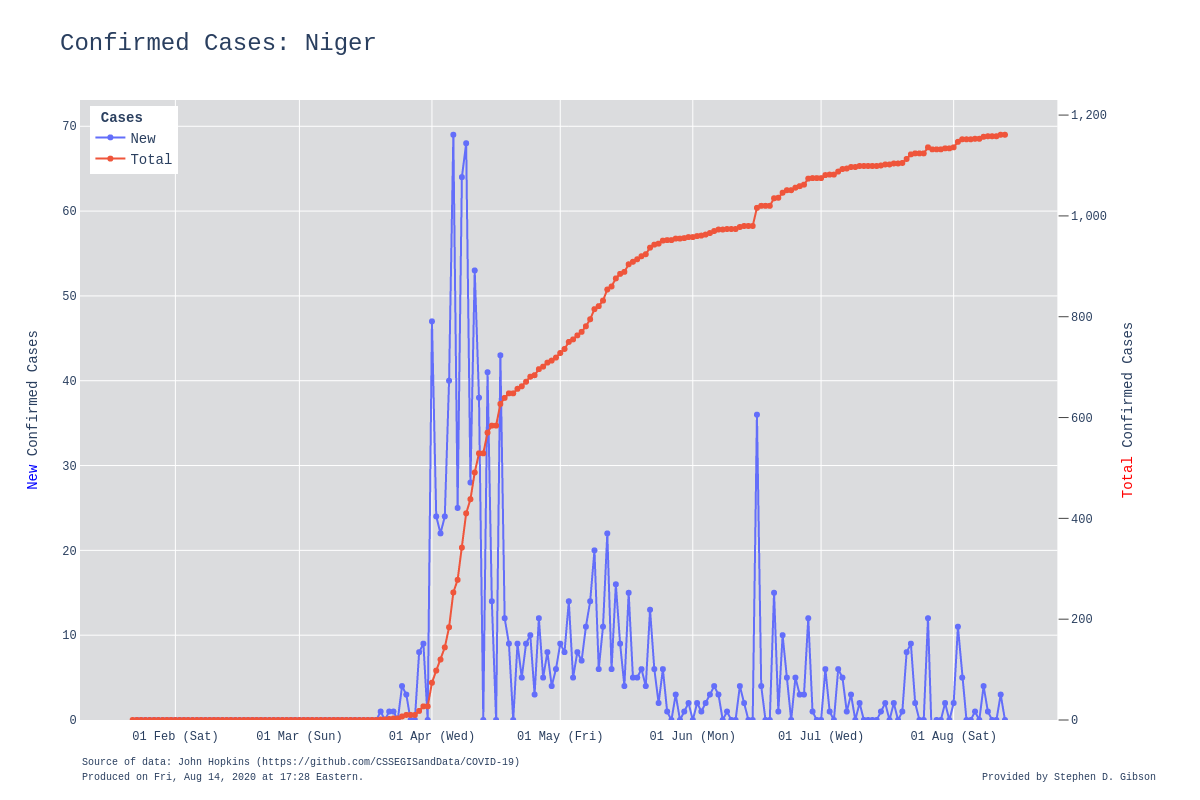 Confirmed Cases: Niger
Cases
New
Total
70
60
50
40
30
20
10
0
1,200
1,000
800
600
400
200
0
New Confirmed Cases
Total Confirmed Cases
01 Feb (Sat)
01 Mar (Sun)
01 Apr (Wed)
01 May (Fri)
01 Jun (Mon)
01 Jul (Wed)
01 Aug (Sat)
Source of data: John Hopkins (https://github.com/CSSEGISandData/COVID-19)
Produced on Fri, Aug 14, 2020 at 17:28 Eastern.
Provided by Stephen D. Gibson